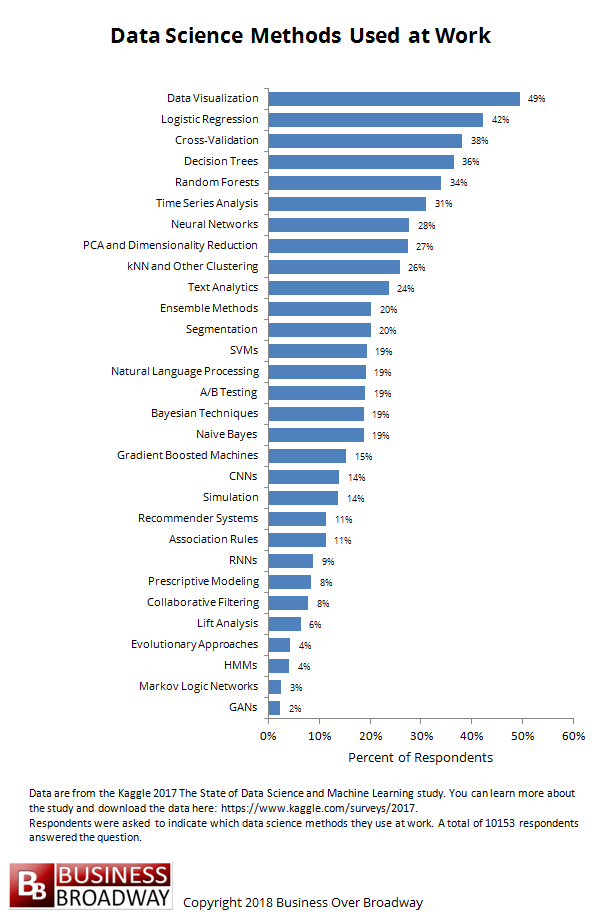 Data Science Methods Used at Work
Data Visualization 49%
Logistic Regression 42%
Cross-Validation 38%
Decision Trees 36%
Random Forests 34%
Time Series Analysis 31%
Neural Networks 28%
PCA and Dimensionality Reduction 27%
kNN and Other Clustering 26%
Text Analytics 24%
Ensemble Methods 20%
Segmentation 20%
SVMs 19%
Natural Language Processing 19%
A/B Testing 19%
Bayesian Techniques 19%
Naive Bayes 19%
Gradient Boosted Machines 15%
CNNs 14%
Simulation 14%
Recommender Systems 11%
Association Rules 11%
RNNs 9%
Prescriptive Modeling 8%
Collaborative Filtering 8%
Lift Analysis 6%
Evolutionary Approaches 4%
HMMs 4%
Markov Logic Networks 3%
GANs 2%
0% 10% 20% 30% 40% 50% 60%
Percent of Respondents
Data are from the Kaggle 2017 The State of Data Science and Machine Learning study. You can learn more about
the study and download the data here: https://www.kaggle.com/surveys/2017.
Respondents were asked to indicate which data science methods they use at work. A total of 10153 respondents
answered the question.
BB BUSINESS
BROADWAY
Copyright 2018 Business Over Broadway